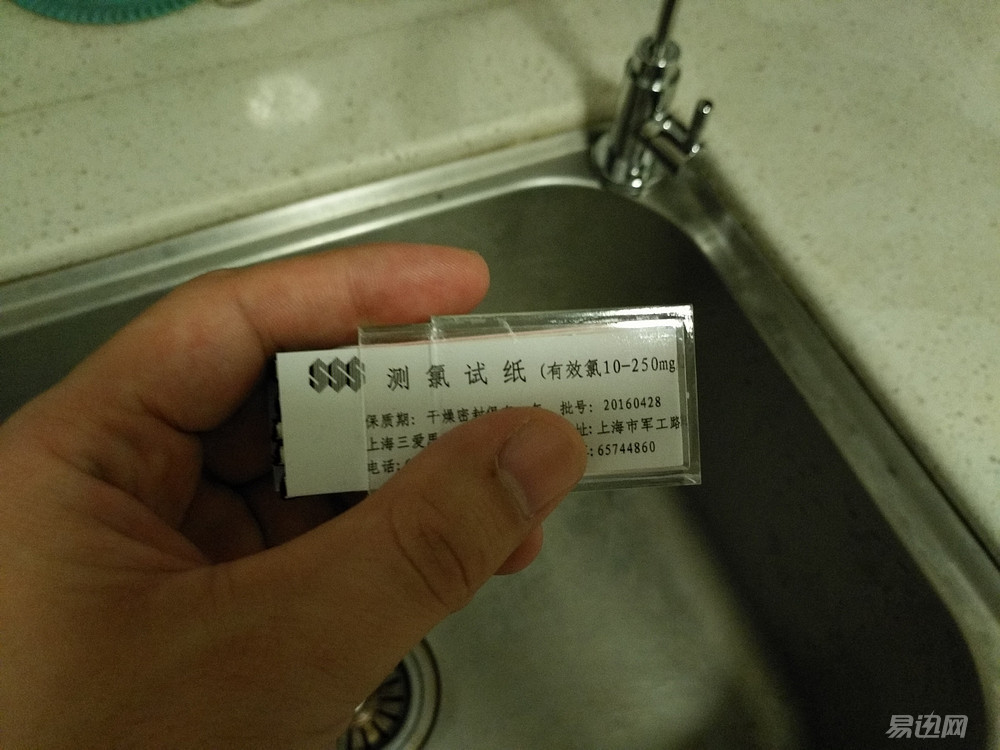 SSS 测氯试纸 (有效氯10-250mg
保质期: 干燥密封保 批号: 20160428
上海三爱思 址: 上海市军工路
电话: : 65744860
易迅网